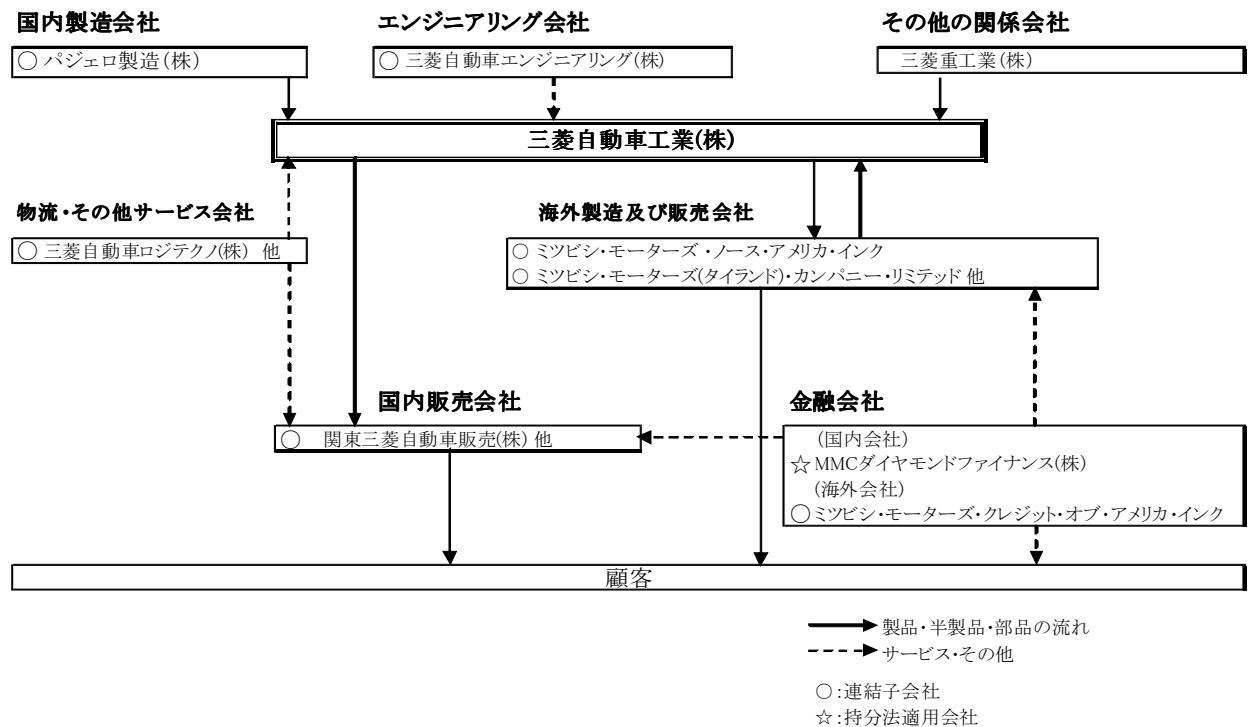 国内製造会社
エンジニアリング会社
その他の関係会社
○ パジェロ製造(株)
○ 三菱自動車エンジニアリング(株)
三菱重工業(株)
三菱自動車工業(株)
物流・その他サービス会社
海外製造及び販売会社
○ 三菱自動車ロジテクノ(株) 他
○ ミツビシ・モーターズ・ノース・アメリカ・インク
○ ミツビシ・モーターズ(タイランド)・カンパニー・リミテッド 他
国内販売会社
金融会社
○ 関東三菱自動車販売(株) 他
(国内会社)
☆MMCダイヤモンドファイナンス(株)
(海外会社)
○ミツビシ・モーターズ・クレジット・オブ・アメリカ・インク
顧客
製品・半製品・部品の流れ
サービス・その他
○:連結子会社
☆:持分法適用会社